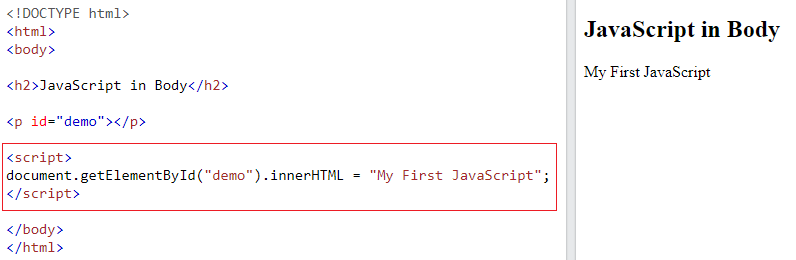 <!DOCTYPE html>
<html>
<body>
<h2>JavaScript in Body</h2>
<p id="demo"></p>
<script>
document.getElementById("demo").innerHTML = "My First JavaScript";
</script>
</body>
</html>
JavaScript in Body
My First JavaScript